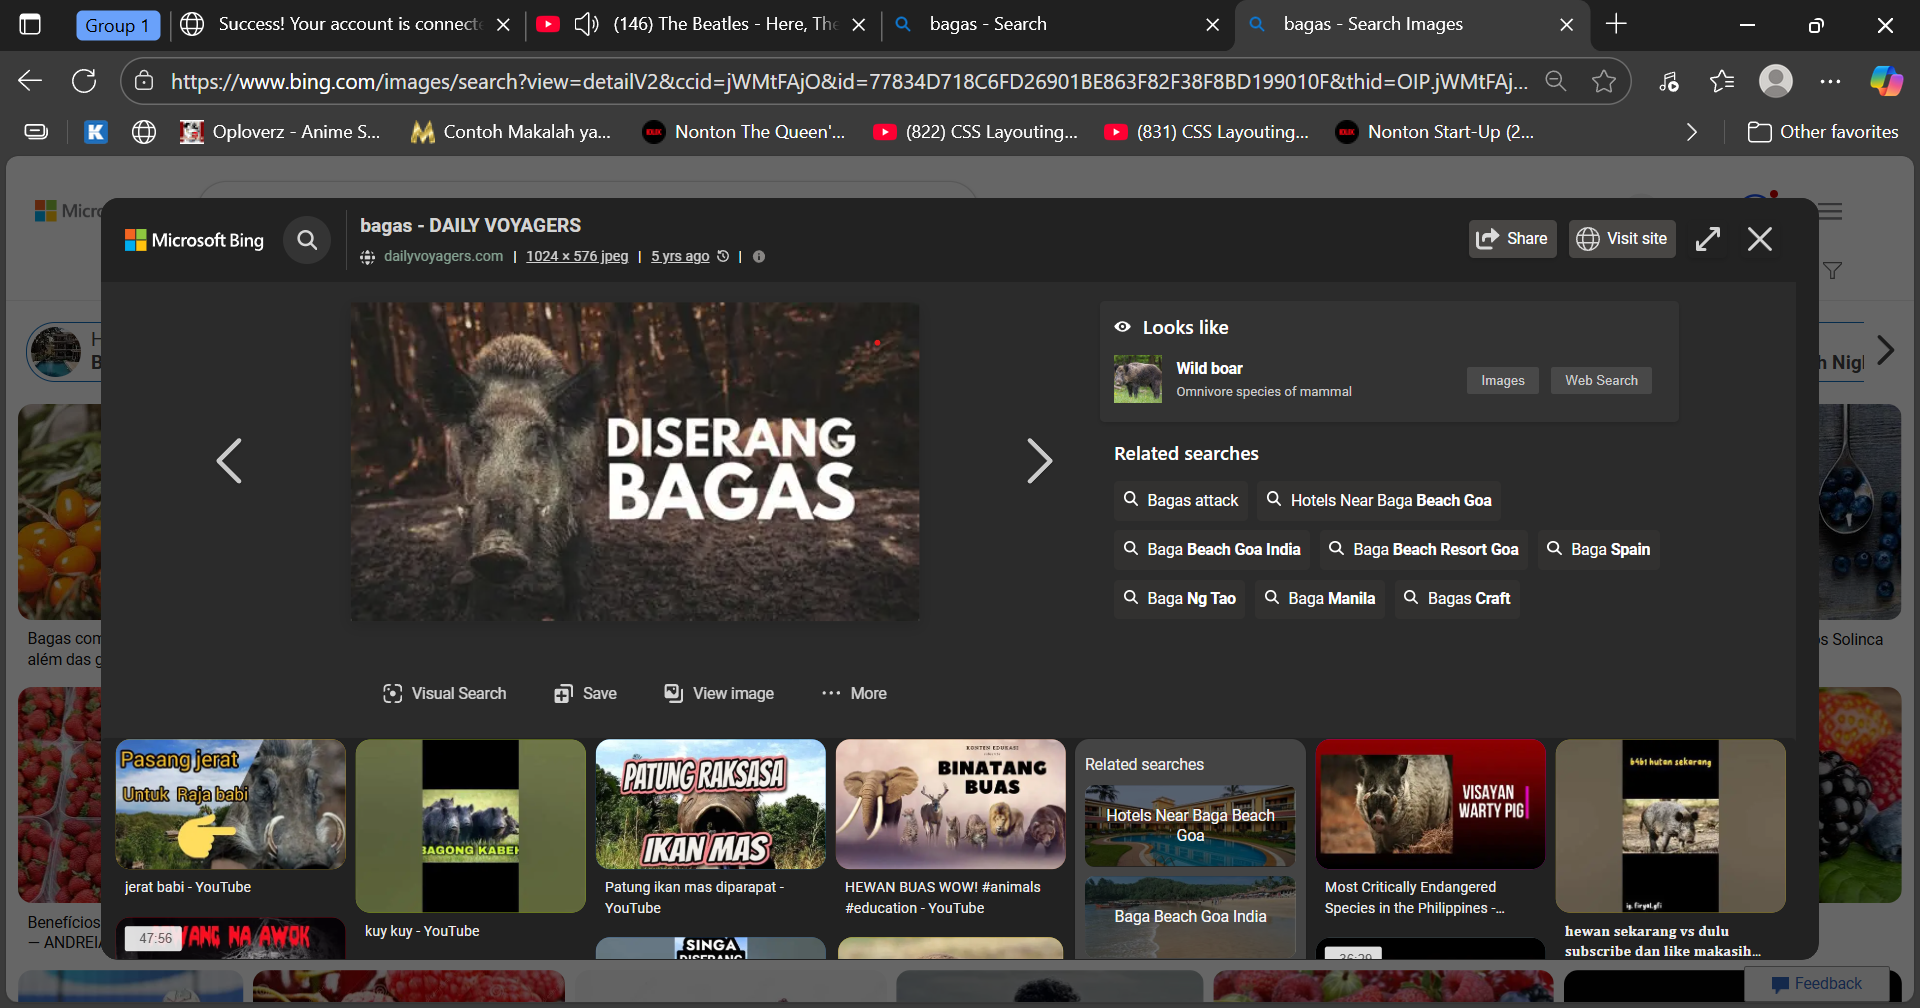 Group 1
Success! Your account is connecte
(146) The Beatles - Here, The
bagas - Search
bagas - Search Images
https://www.bing.com/images/search?view=detailV2&ccid=jWMtFAjO&id=77834D718C6FD26901BE863F82F38F8BD199010F&thid=OIP.jWMtFAj...
Oploverz - Anime S...
Contoh Makalah ya...
Nonton The Queen'...
(822) CSS Layouting...
(831) CSS Layouting...
Nonton Start-Up (2...
Other favorites
Micro
Microsoft Bing
bagas - DAILY VOYAGERS
dailyvoyagers.com | 1024 × 576 jpeg | 5 yrs ago |
Share
Visit site
DISERANG
BAGAS
Looks like
Wild boar
Omnivore species of mammal
Images
Web Search
Related searches
Bagas attack
Hotels Near Baga Beach Goa
Baga Beach Goa India
Baga Beach Resort Goa
Baga Spain
Baga Ng Tao
Baga Manila
Bagas Craft
Visual Search
Save
View image
More
Bagas com
além das g
s Solinca
Pasang jerat
Untuk Raja babi
jerat babi - YouTube
47:56
BAGONG KABEH
kuy kuy - YouTube
PATUNG RAKSASA
IKAN MAS
Patung ikan mas diparapat -
YouTube
SINGA
DISERANG
KONTEN EDUKASI
BINATANG
BUAS
HEWAN BUAS WOW! #animals
#education - YouTube
Related searches
Hotels Near Baga Beach
Goa
Baga Beach Goa India
VISAYAN
WARTY PIG
Most Critically Endangered
Species in the Philippines -...
36:29
b4b1 hutan sekarang
hewan sekarang vs dulu
subscribe dan like makasih...
Benefícios
— ANDREIA
Feedback